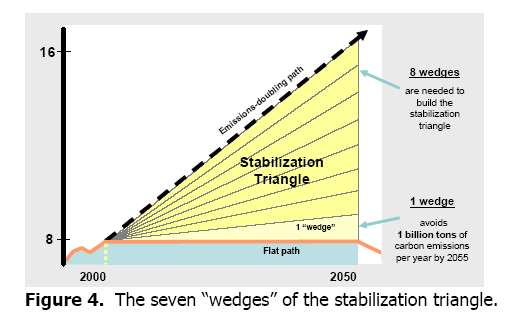 16
8
Emissions-doubling path
Stabilization
Triangle
1 "wedge"
Flat path
2000
2050
8 wedges
are needed to
build the
stabilization
triangle
1 wedge
avoids
1 billion tons of
carbon emissions
per year by 2055
Figure 4. The seven “wedges” of the stabilization triangle.